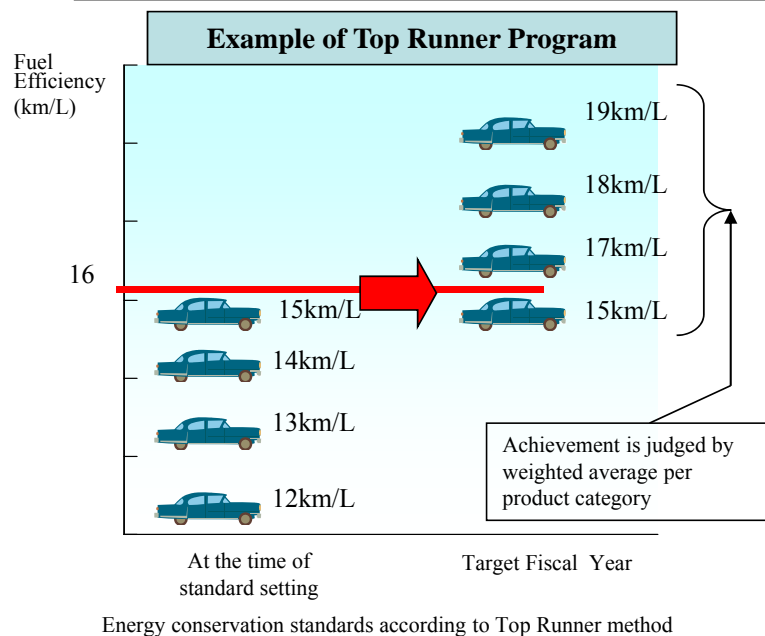 Example of Top Runner Program
Fuel
Efficiency
(km/L)
16
19km/L
18km/L
17km/L
15km/L
15km/L
14km/L
13km/L
12km/L
Achievement is judged by
weighted average per
product category
At the time of
standard setting
Target Fiscal Year
Energy conservation standards according to Top Runner method